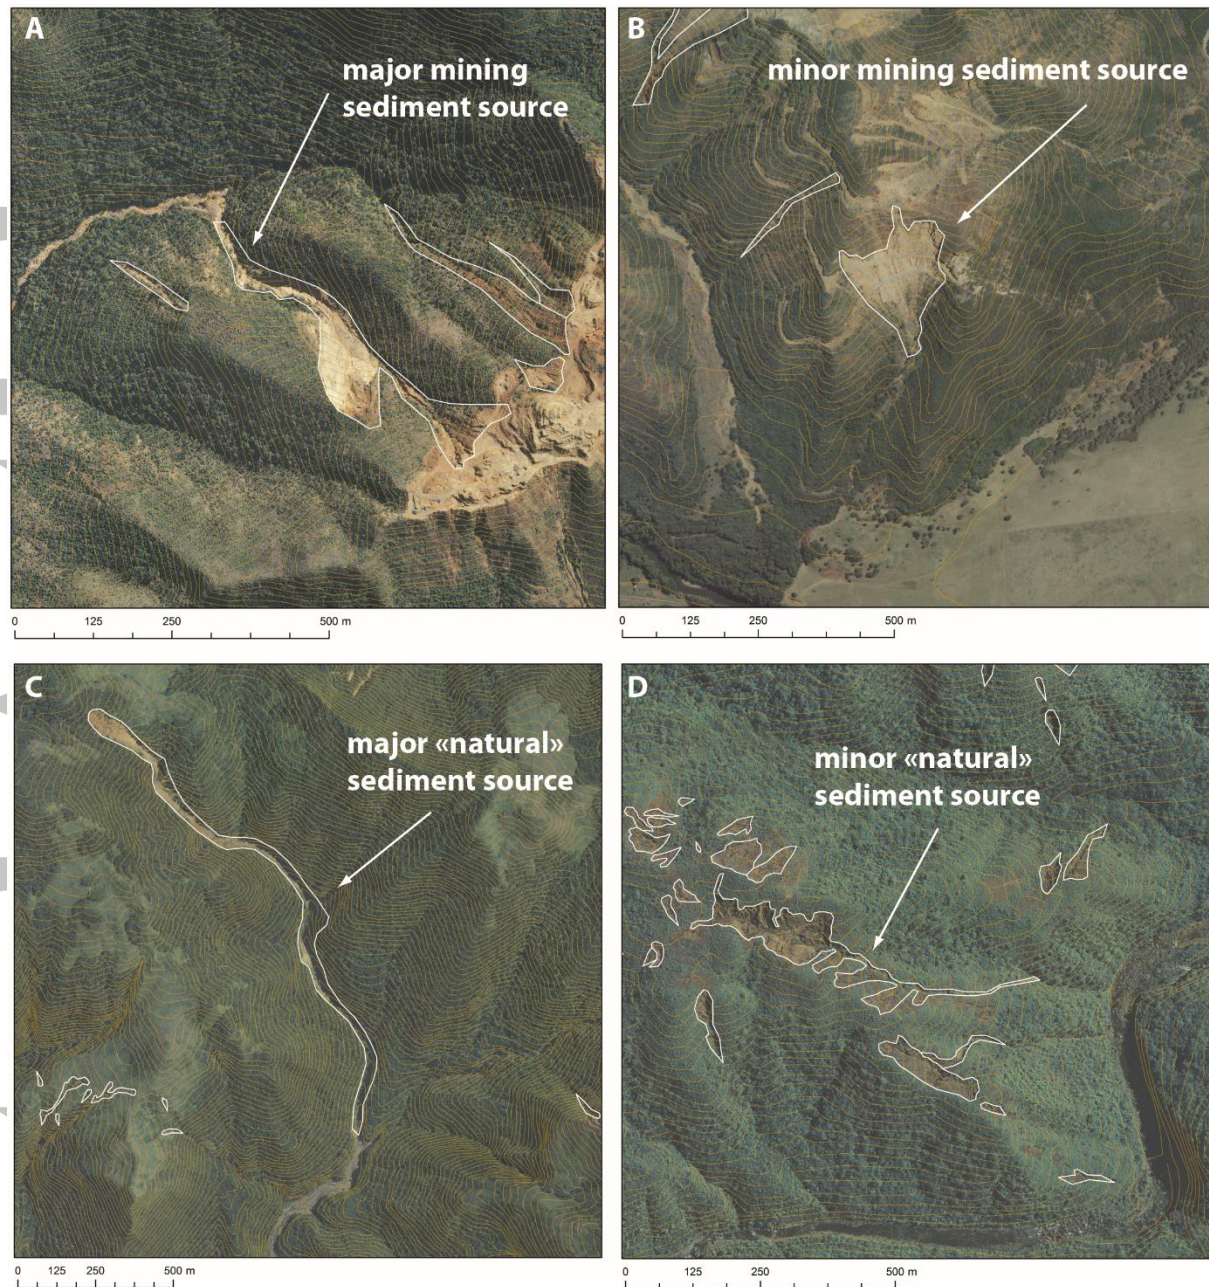 A
major mining
sediment source
B
minor mining sediment source
0 125 250 500 m
0 125 250 500 m
C
major «natural»
sediment source
D
minor «natural»
sediment source
0 125 250 500 m
0 125 250 500 m